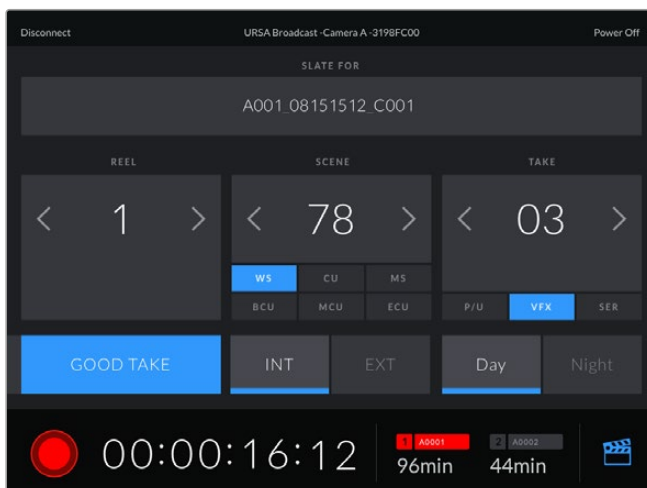 Disconnect URSA Broadcast -Camera A -3198FC00 Power Off
SLATE FOR
A001_08151512_C001
REEL SCENE TAKE
< 1 > < 78 > < 03 >
WS CU MS
BCU MCU ECU P/U VFX SER
GOOD TAKE INT EXT Day Night
00:00:16:12
1 A0001 2 A0002
96min 44min